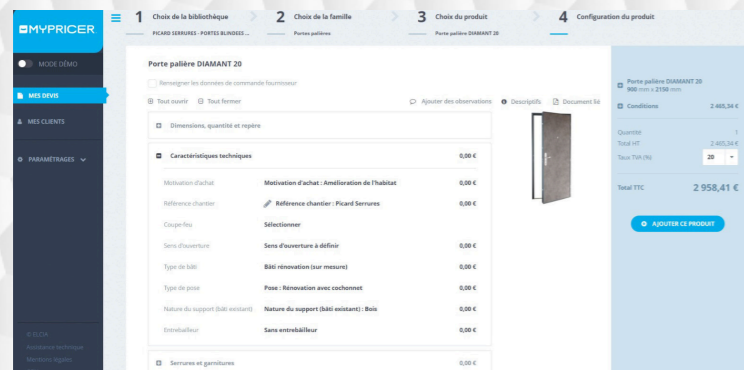 MYPRICER
1 Choix de la bibliothèque
PICARD SERRURES - PORTES BLINDEES ...
2 Choix de la famille
Portes palières
3 Choix du produit
Porte palière DIAMANT 20
4 Configuration du produit
MODE DÉMO
MES DEVIS
MES CLIENTS
PARAMÉTRAGES
Assistance technique
Mentions légales
Porte palière DIAMANT 20
Renseigner les données de commande fournisseur
Tout ouvrir Tout fermer Ajouter des observations Descriptifs Document lié
Dimensions, quantité et repère
Caractéristiques techniques 0,00 €
Motivation d'achat Motivation d'achat : Amélioration de l'habitat 0,00 €
Référence chantier Référence chantier : Picard Serrures 0,00 €
Coupe-feu Sélectionner
Sens d'ouverture Sens d'ouverture à définir 0,00 €
Type de bâti Bâti rénovation (sur mesure) 0,00 €
Type de pose Pose : Rénovation avec cochonnet 0,00 €
Nature du support (bâti existant) Nature du support (bâti existant) : Bois 0,00 €
Entrebailleur Sans entrebâilleur 0,00 €
Serrures et garnitures 0,00 €
Porte palière DIAMANT 20
900 mm x 2150 mm
Conditions 2 465,34 €
Quantité 1
Total HT 2 465,34 €
Taux TVA (%) 20
Total TTC 2 958,41 €
AJOUTER CE PRODUIT